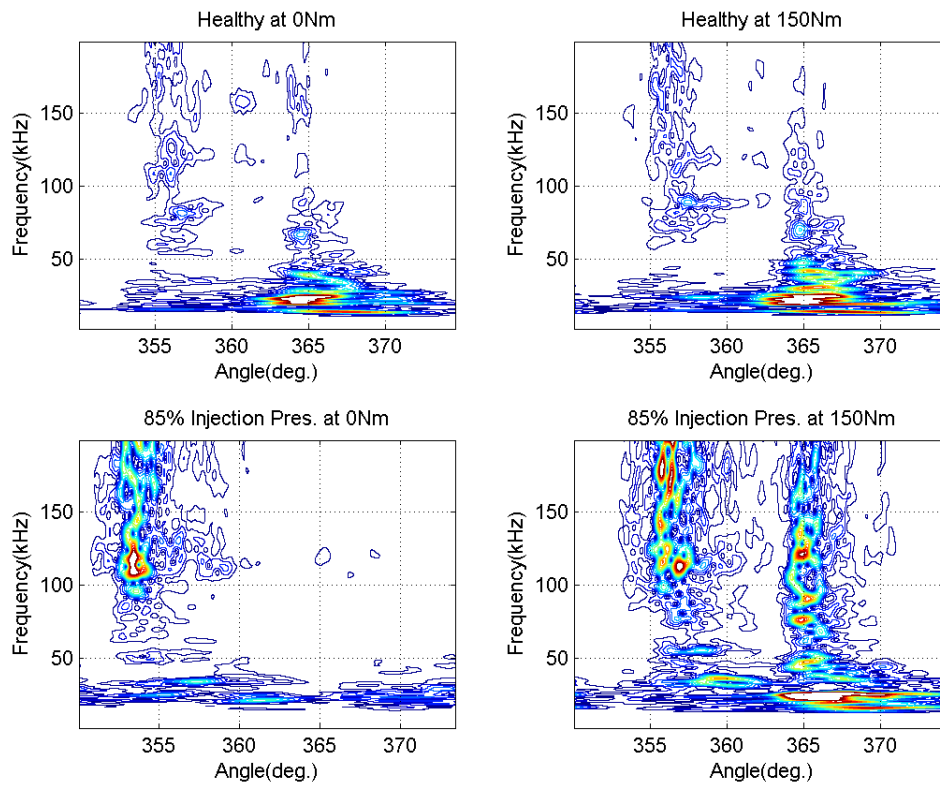 Healthy at 0Nm
Frequency(kHz)
150
100
50
355 360 365 370
Angle(deg.)
Healthy at 150Nm
Frequency(kHz)
150
100
50
355 360 365 370
Angle(deg.)
85% Injection Pres. at 0Nm
Frequency(kHz)
150
100
50
355 360 365 370
Angle(deg.)
85% Injection Pres. at 150Nm
Frequency(kHz)
150
100
50
355 360 365 370
Angle(deg.)